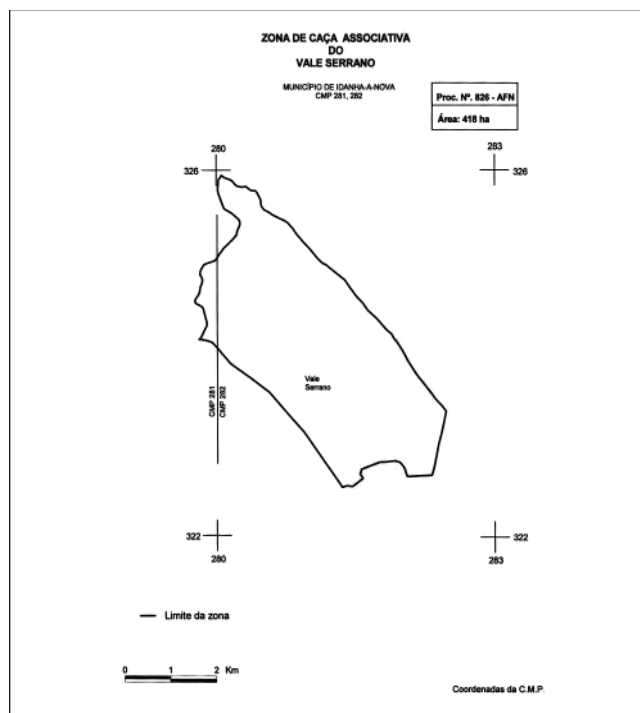 ZONA DE CAÇA ASSOCIATIVA
DO
VALE SERRANO
MUNICÍPIO DE IDANHA-A-NOVA
CMP 281, 282
Proc. Nº. 826 - AFN
Área: 418 ha
280
283
326
326
Vale
Serrano
CMP 281
CMP 282
322
322
280
283
Limite da zona
0 1 2 Km
Coordenadas da C.M.P.